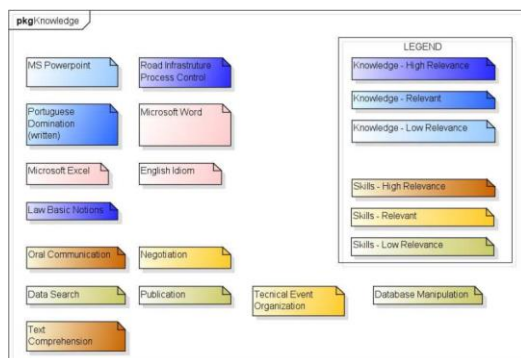 pkgKnowledge
MS Powerpoint
Road Infrastruture
Process Control
Portuguese
Domination
(written)
Microsoft Word
Microsoft Excel
English Idiom
Law Basic Notions
Oral Communication
Negotiation
Data Search
Publication
Tecnical Event
Organization
Database Manipulation
Text
Comprehension
LEGEND
Knowledge - High Relevance
Knowledge - Relevant
Knowledge - Low Relevance
Skills - High Relevance
Skills - Relevant
Skills - Low Relevance